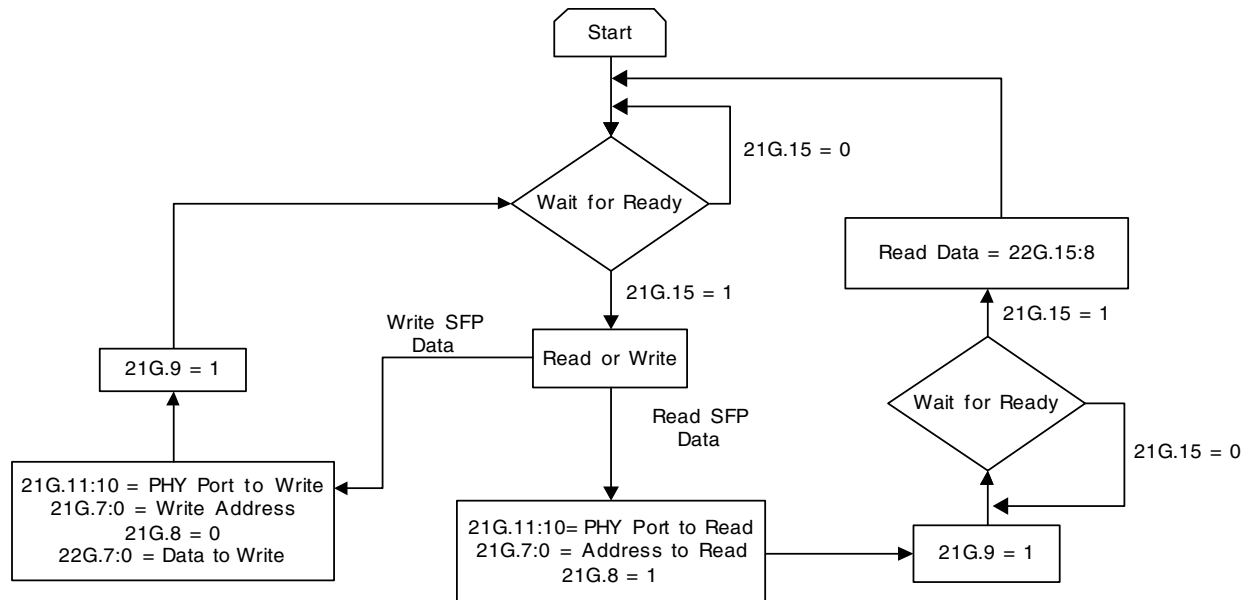 Start
21G.15 = 0
Wait for Ready
21G.15 = 1
Read Data = 22G.15:8
21G.15 = 1
Write SFP
Data
Read or Write
21G.9 = 1
Read SFP
Data
Wait for Ready
21G.15 = 0
21G.11:10 = PHY Port to Write
21G.7:0 = Write Address
21G.8 = 0
22G.7:0 = Data to Write
21G.11:10= PHY Port to Read
21G.7:0 = Address to Read
21G.8 = 1
21G.9 = 1